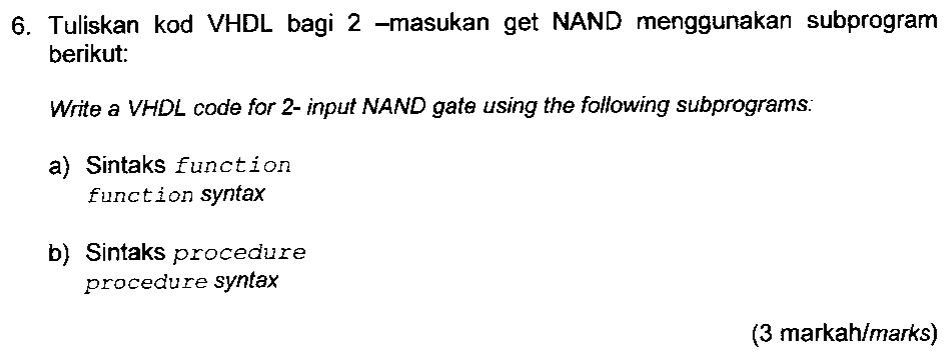 6. Tuliskan kod VHDL bagi 2 –masukan get NAND menggunakan subprogram
berikut:
Write a VHDL code for 2- input NAND gate using the following subprograms:
a) Sintaks function
function syntax
b) Sintaks procedure
procedure syntax
(3 markah/marks)